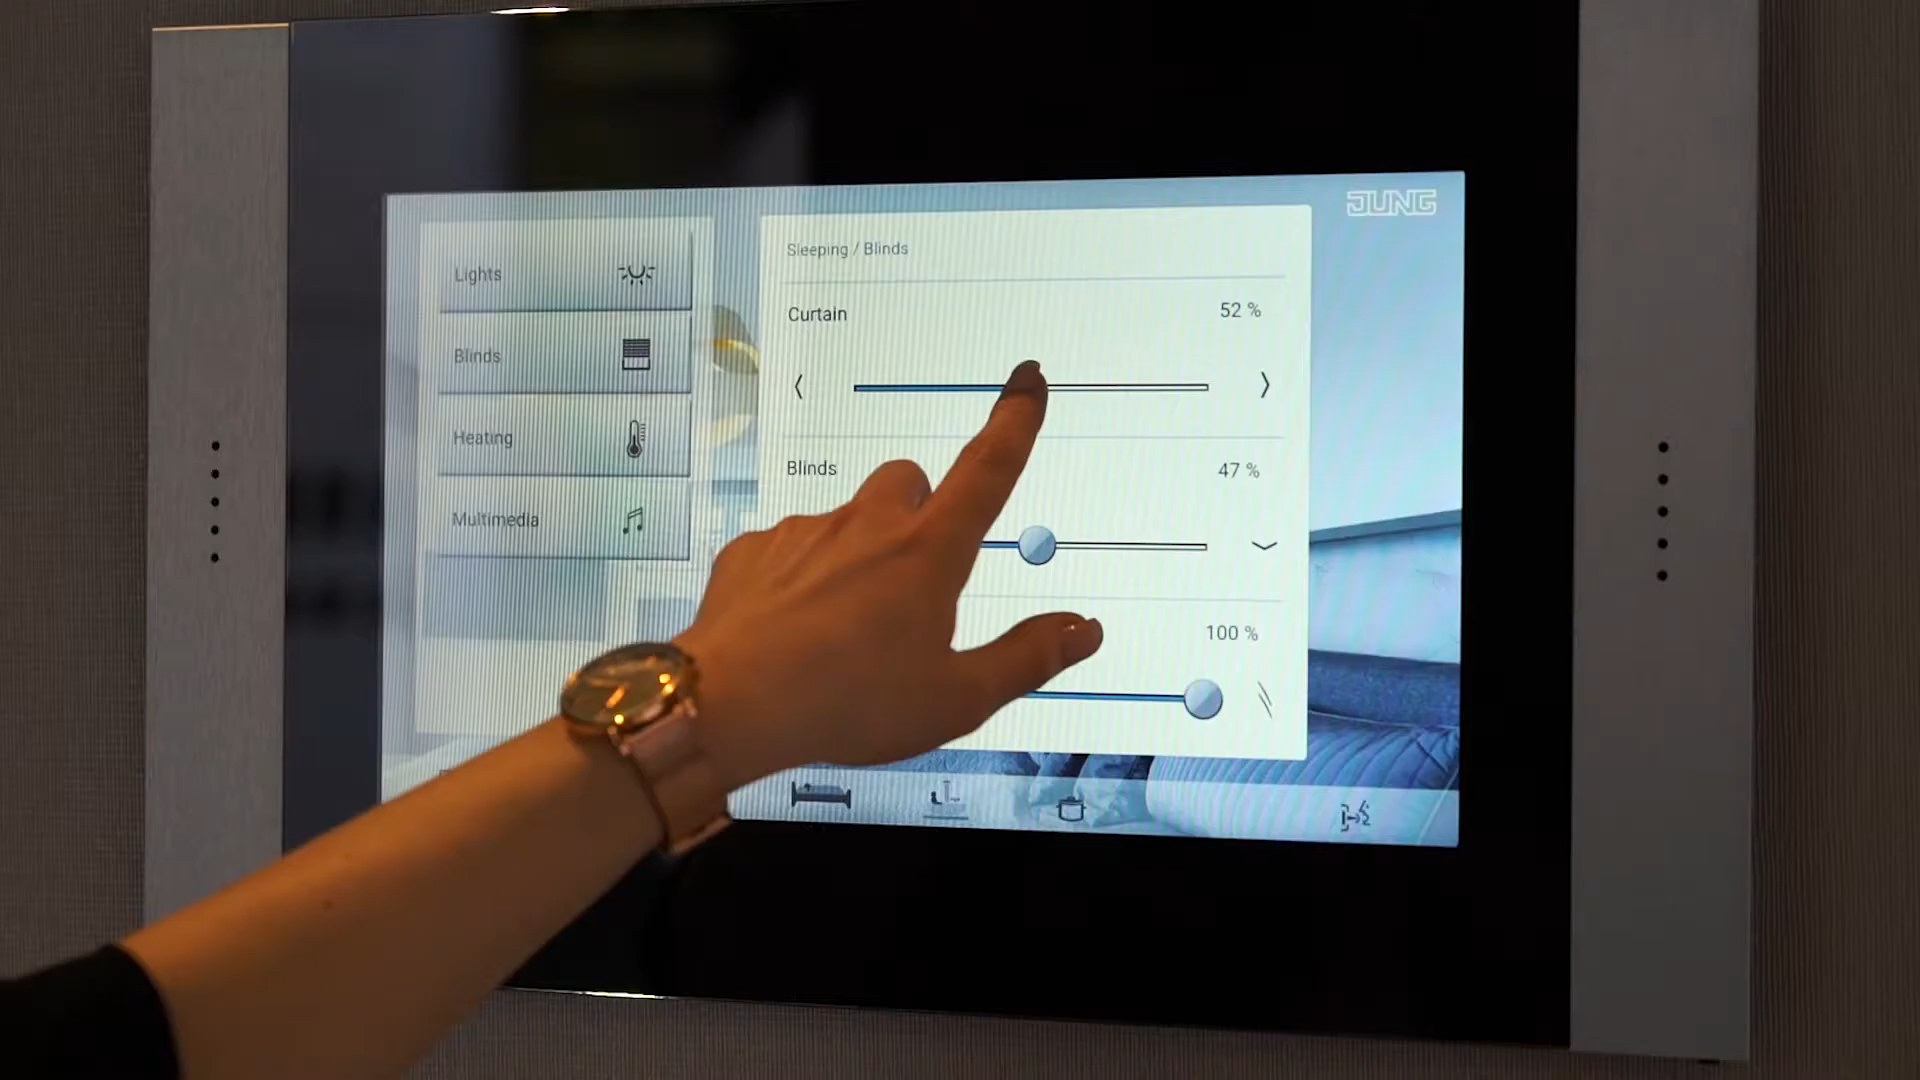 JUNG
Lights
Blinds
Heating
Multimedia
Sleeping / Blinds
Curtain
52 %
Blinds
47 %
100 %